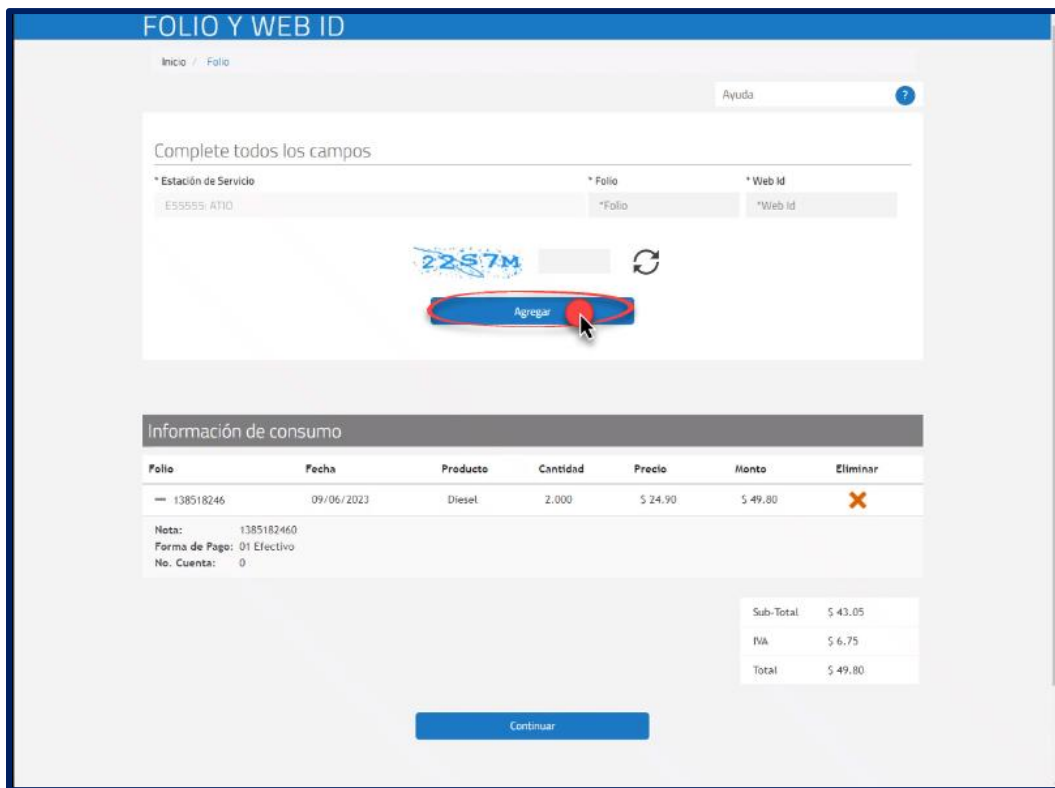 FOLIO Y WEB ID
Inicio / Folio
Ayuda ?
Complete todos los campos
* Estación de Servicio * Folio * Web Id
E55555: ATIO *Folio *Web Id
22S7M
Agregar
Información de consumo
Folio Fecha Producto Cantidad Precio Monto Eliminar
138518246 09/06/2023 Diesel 2.000 $ 24.90 $ 49.80
Nota: 1385182460
Forma de Pago: 01 Efectivo
No. Cuenta: 0
Sub-Total $ 43.05
IVA $ 6.75
Total $ 49.80
Continuar